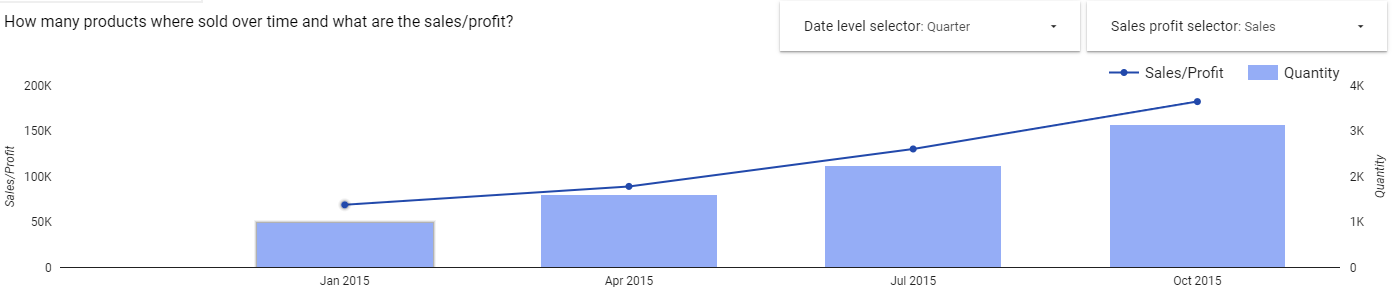 How many products where sold over time and what are the sales/profit?
Date level selector: Quarter
Sales profit selector: Sales
Sales/Profit
Quantity
200K
150K
100K
50K
0
Sales/Profit
4K
3K
2K
1K
0
Quantity
Jan 2015
Apr 2015
Jul 2015
Oct 2015